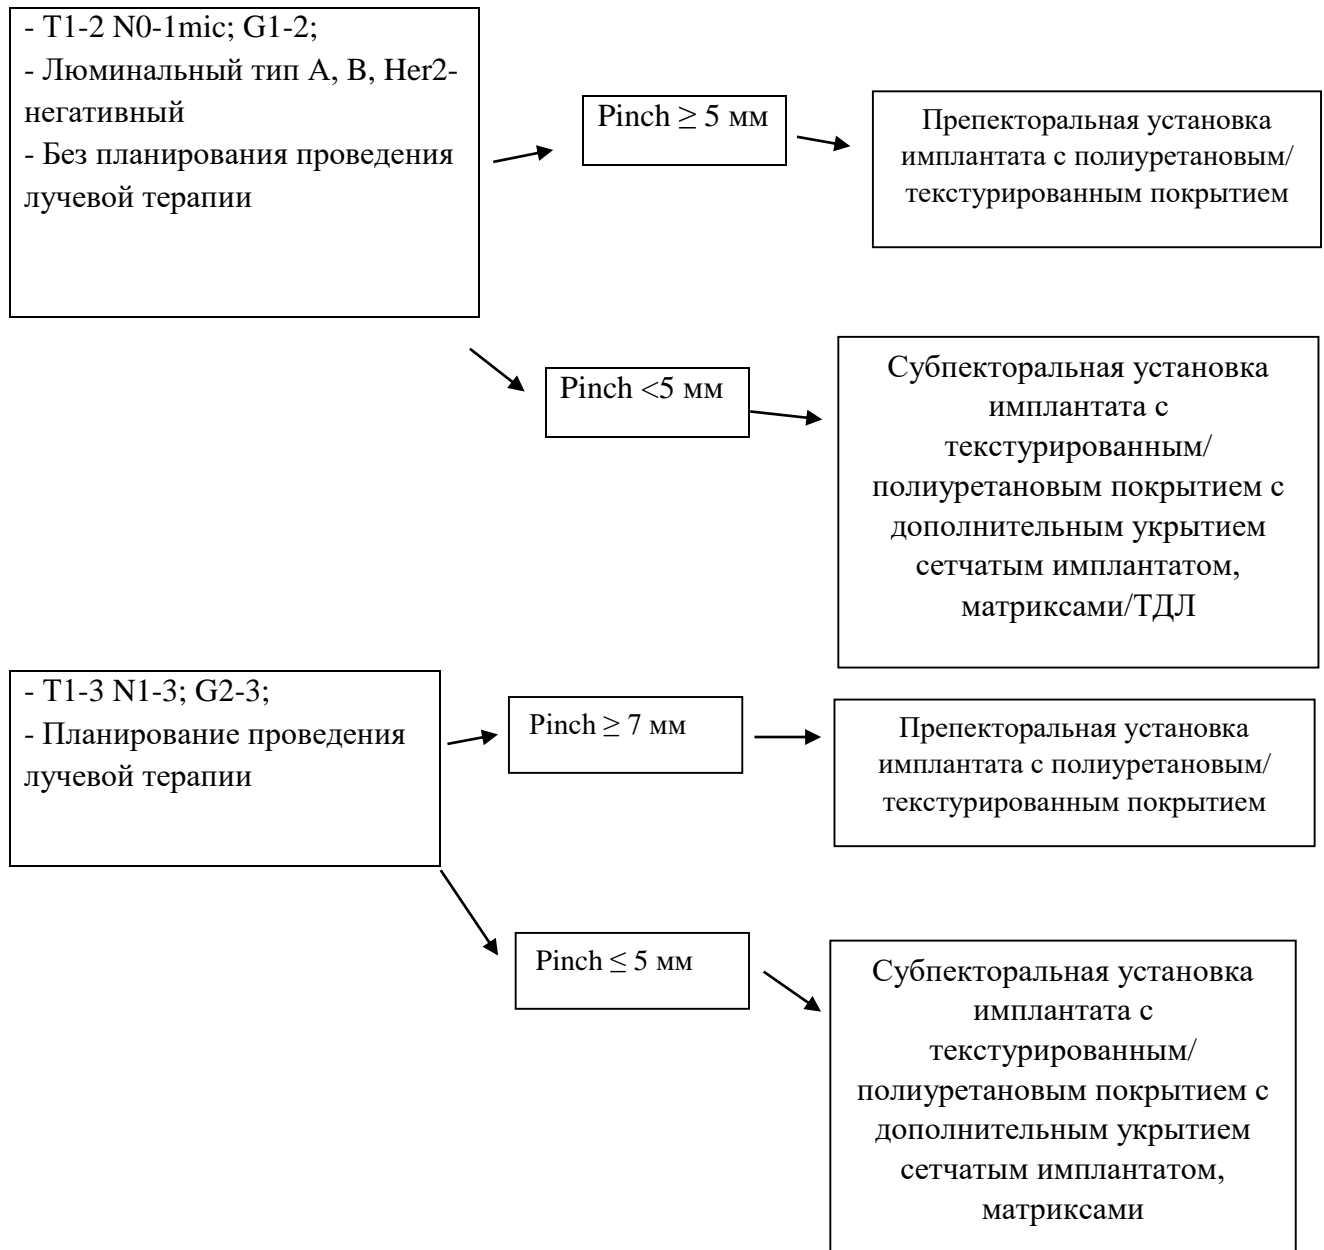 - T1-2 N0-1mic; G1-2;
- Люминальный тип А, В, Her2-
негативный
- Без планирования проведения
лучевой терапии
Pinch ≥ 5 мм
Препекторальная установка
имплантата с полиуретановым/
текстурированным покрытием
Pinch <5 мм
Субпекторальная установка
имплантата с
текстурированным/
полиуретановым покрытием с
дополнительным укрытием
сетчатым имплантатом,
матриксами/ТДЛ
- T1-3 N1-3; G2-3;
- Планирование проведения
лучевой терапии
Pinch ≥ 7 мм
Препекторальная установка
имплантата с полиуретановым/
текстурированным покрытием
Pinch ≤ 5 мм
Субпекторальная установка
имплантата с
текстурированным/
полиуретановым покрытием с
дополнительным укрытием
сетчатым имплантатом,
матриксами